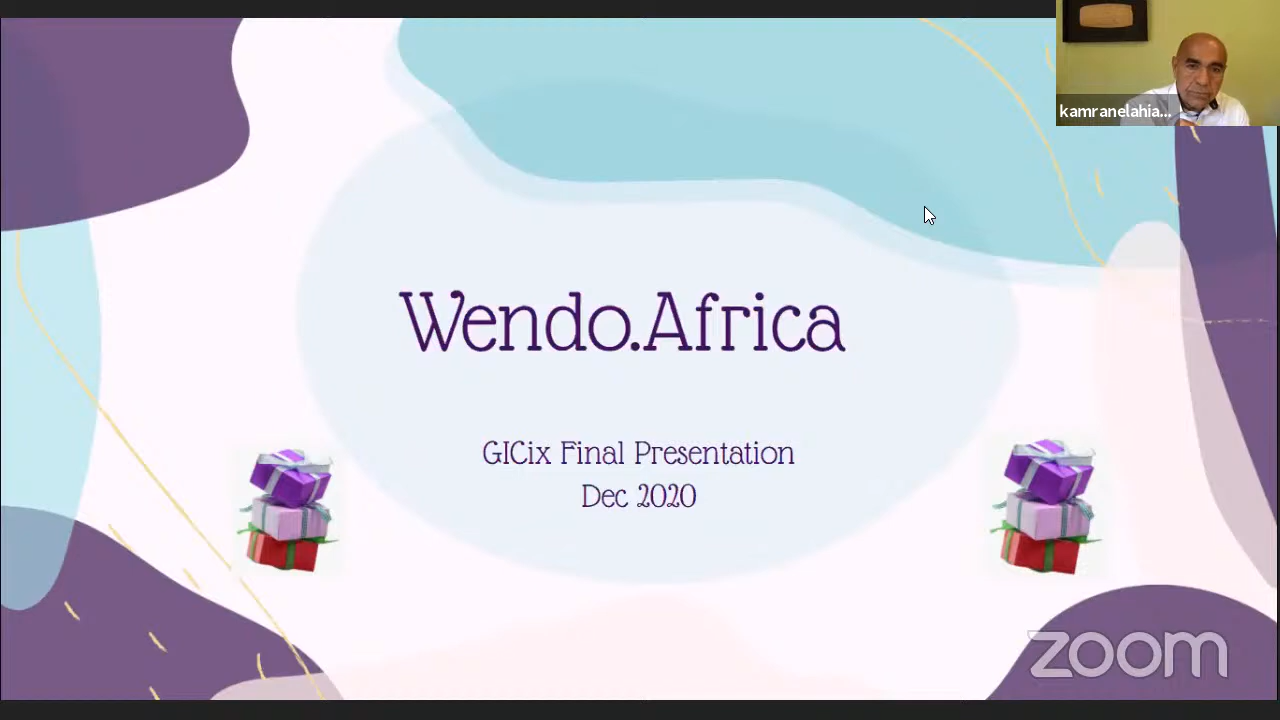 kamranelahia...
Wendo.Africa
GICix Final Presentation
Dec 2020
zoom